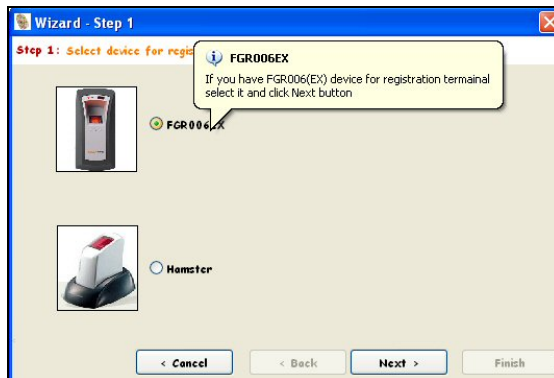 Wizard - Step 1
Step 1: Select device for regis
FGR006EX
If you have FGR006(EX) device for registration termainal
select it and click Next button
FGR006EX
Hamster
< Cancel
< Back
Next >
Finish